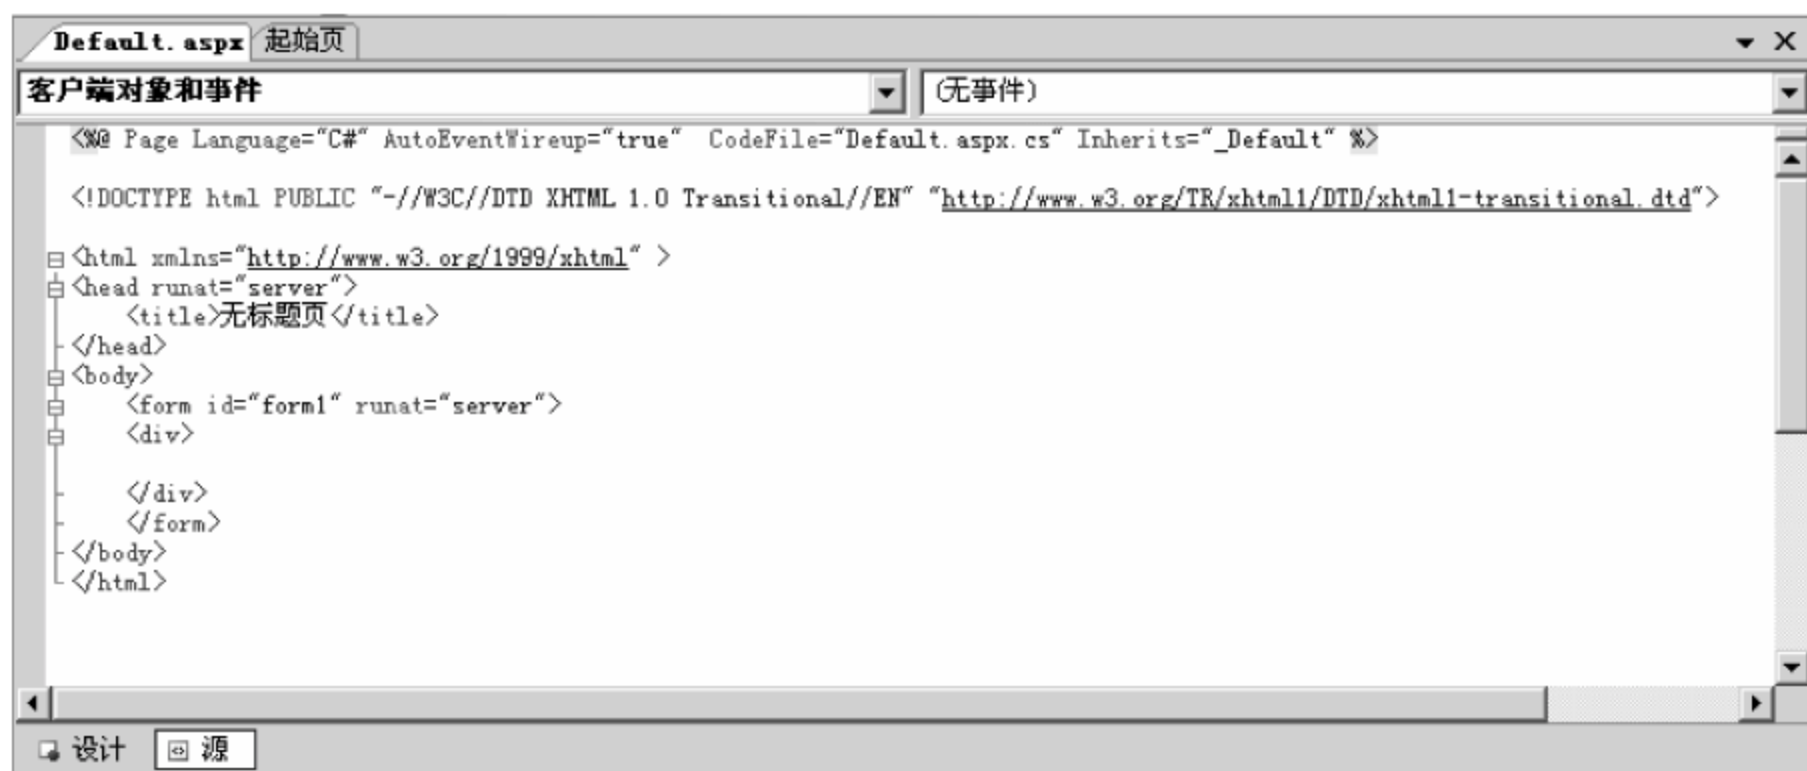 Default.aspx 起始页
客户端对象和事件 (无事件)
<%@ Page Language="C#" AutoEventWireup="true"  CodeFile="Default.aspx.cs" Inherits="_Default" %>
<!DOCTYPE html PUBLIC "-//W3C//DTD XHTML 1.0 Transitional//EN" "http://www.w3.org/TR/xhtml1/DTD/xhtml1-transitional.dtd">
<html xmlns="http://www.w3.org/1999/xhtml" >
<head runat="server">
    <title>无标题页</title>
</head>
<body>
    <form id="form1" runat="server">
    <div>
    </div>
    </form>
</body>
</html>
设计 源